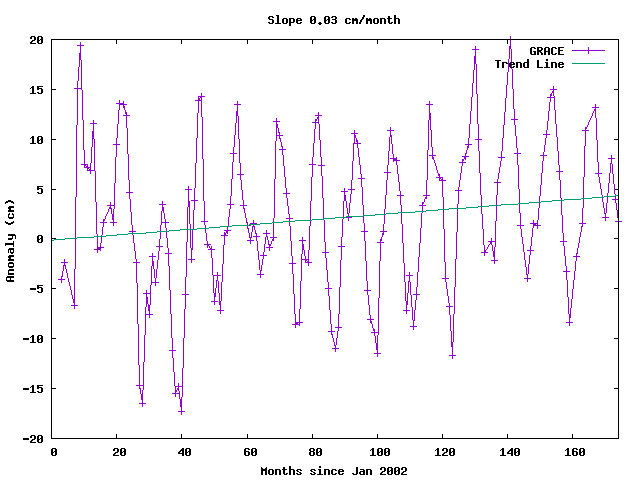 Slope 0.03 cm/month
GRACE
Trend Line
20
15
10
5
0
-5
-10
-15
-20
Anomaly (cm)
0 20 40 60 80 100 120 140 160
Months since Jan 2002